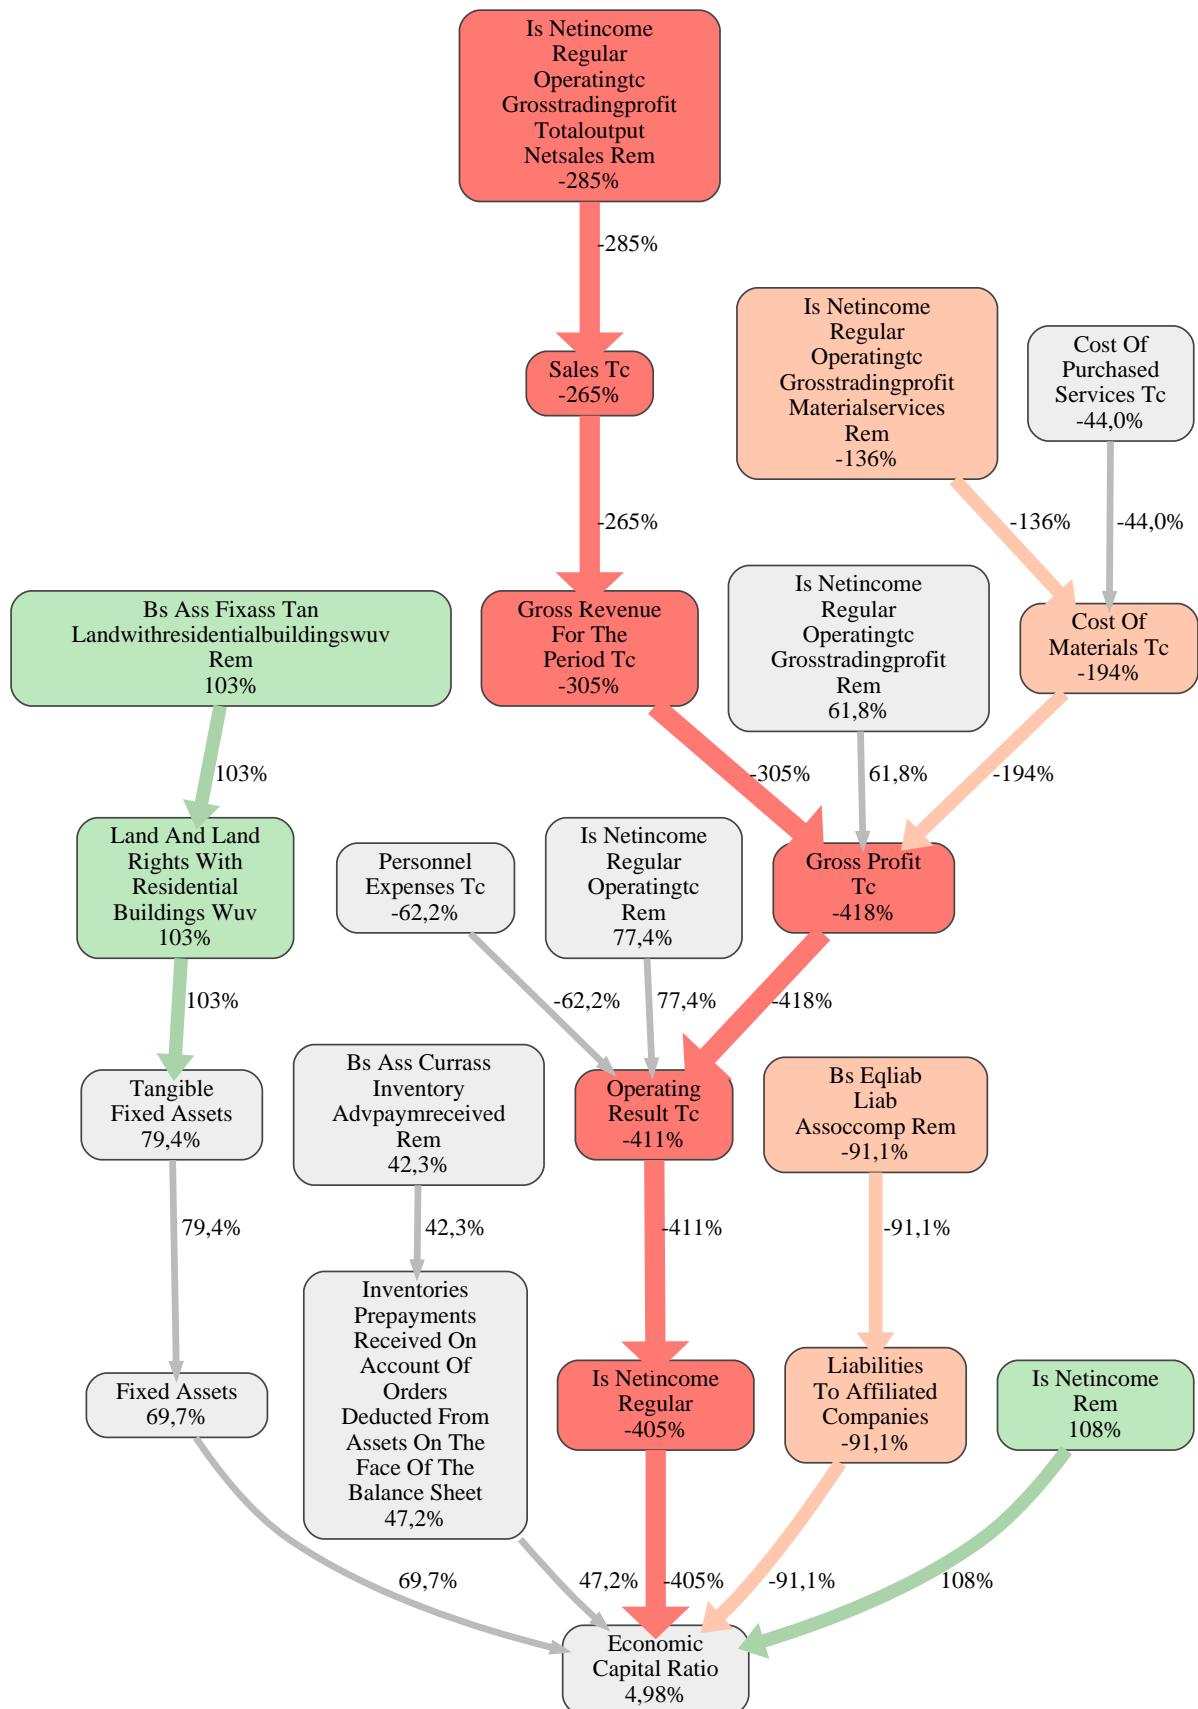 Is Netincome
Regular
Operatingtc
Grosstradingprofit
Totaloutput
Netsales Rem
-285%
-285%
Is Netincome
Regular
Operatingtc
Grosstradingprofit
Materialservices
Rem
-136%
Cost Of
Purchased
Services Tc
-44,0%
Sales Tc
-265%
-265%
-136%
-44,0%
Bs Ass Fixass Tan
Landwithresidentialbuildingswuv
Rem
103%
Gross Revenue
For The
Period Tc
-305%
Is Netincome
Regular
Operatingtc
Grosstradingprofit
Rem
61,8%
Cost Of
Materials Tc
-194%
103%
-305%
61,8%
-194%
Land And Land
Rights With
Residential
Buildings Wuv
103%
Personnel
Expenses Tc
-62,2%
Is Netincome
Regular
Operatingtc
Rem
77,4%
Gross Profit
Tc
-418%
103%
-62,2%
77,4%
-418%
Tangible
Fixed Assets
79,4%
Bs Ass Currass
Inventory
Advpaymreceived
Rem
42,3%
Operating
Result Tc
-411%
Bs Eqliab
Liab
Assoccomp Rem
-91,1%
79,4%
42,3%
-411%
-91,1%
Fixed Assets
69,7%
Inventories
Prepayments
Received On
Account Of
Orders
Deducted From
Assets On The
Face Of The
Balance Sheet
47,2%
Is Netincome
Regular
-405%
Liabilities
To Affiliated
Companies
-91,1%
Is Netincome
Rem
108%
69,7%
47,2%
-405%
-91,1%
108%
Economic
Capital Ratio
4,98%